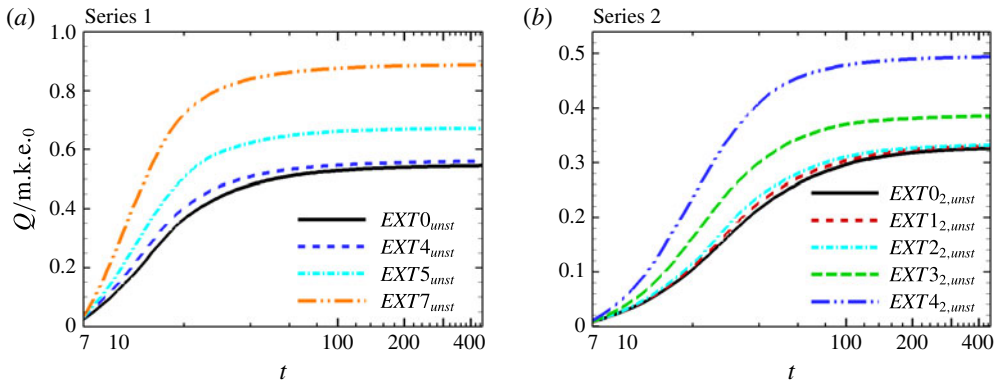 (a) Series 1
1.0
0.8
0.6
0.4
0.2
0
Q/m.k.e.₀
EXT0unst
EXT4unst
EXT5unst
EXT7unst
7 10 100 200 400
t
(b) Series 2
0.5
0.4
0.3
0.2
0.1
0
EXT02,unst
EXT12,unst
EXT22,unst
EXT32,unst
EXT42,unst
7 10 100 200 400
t